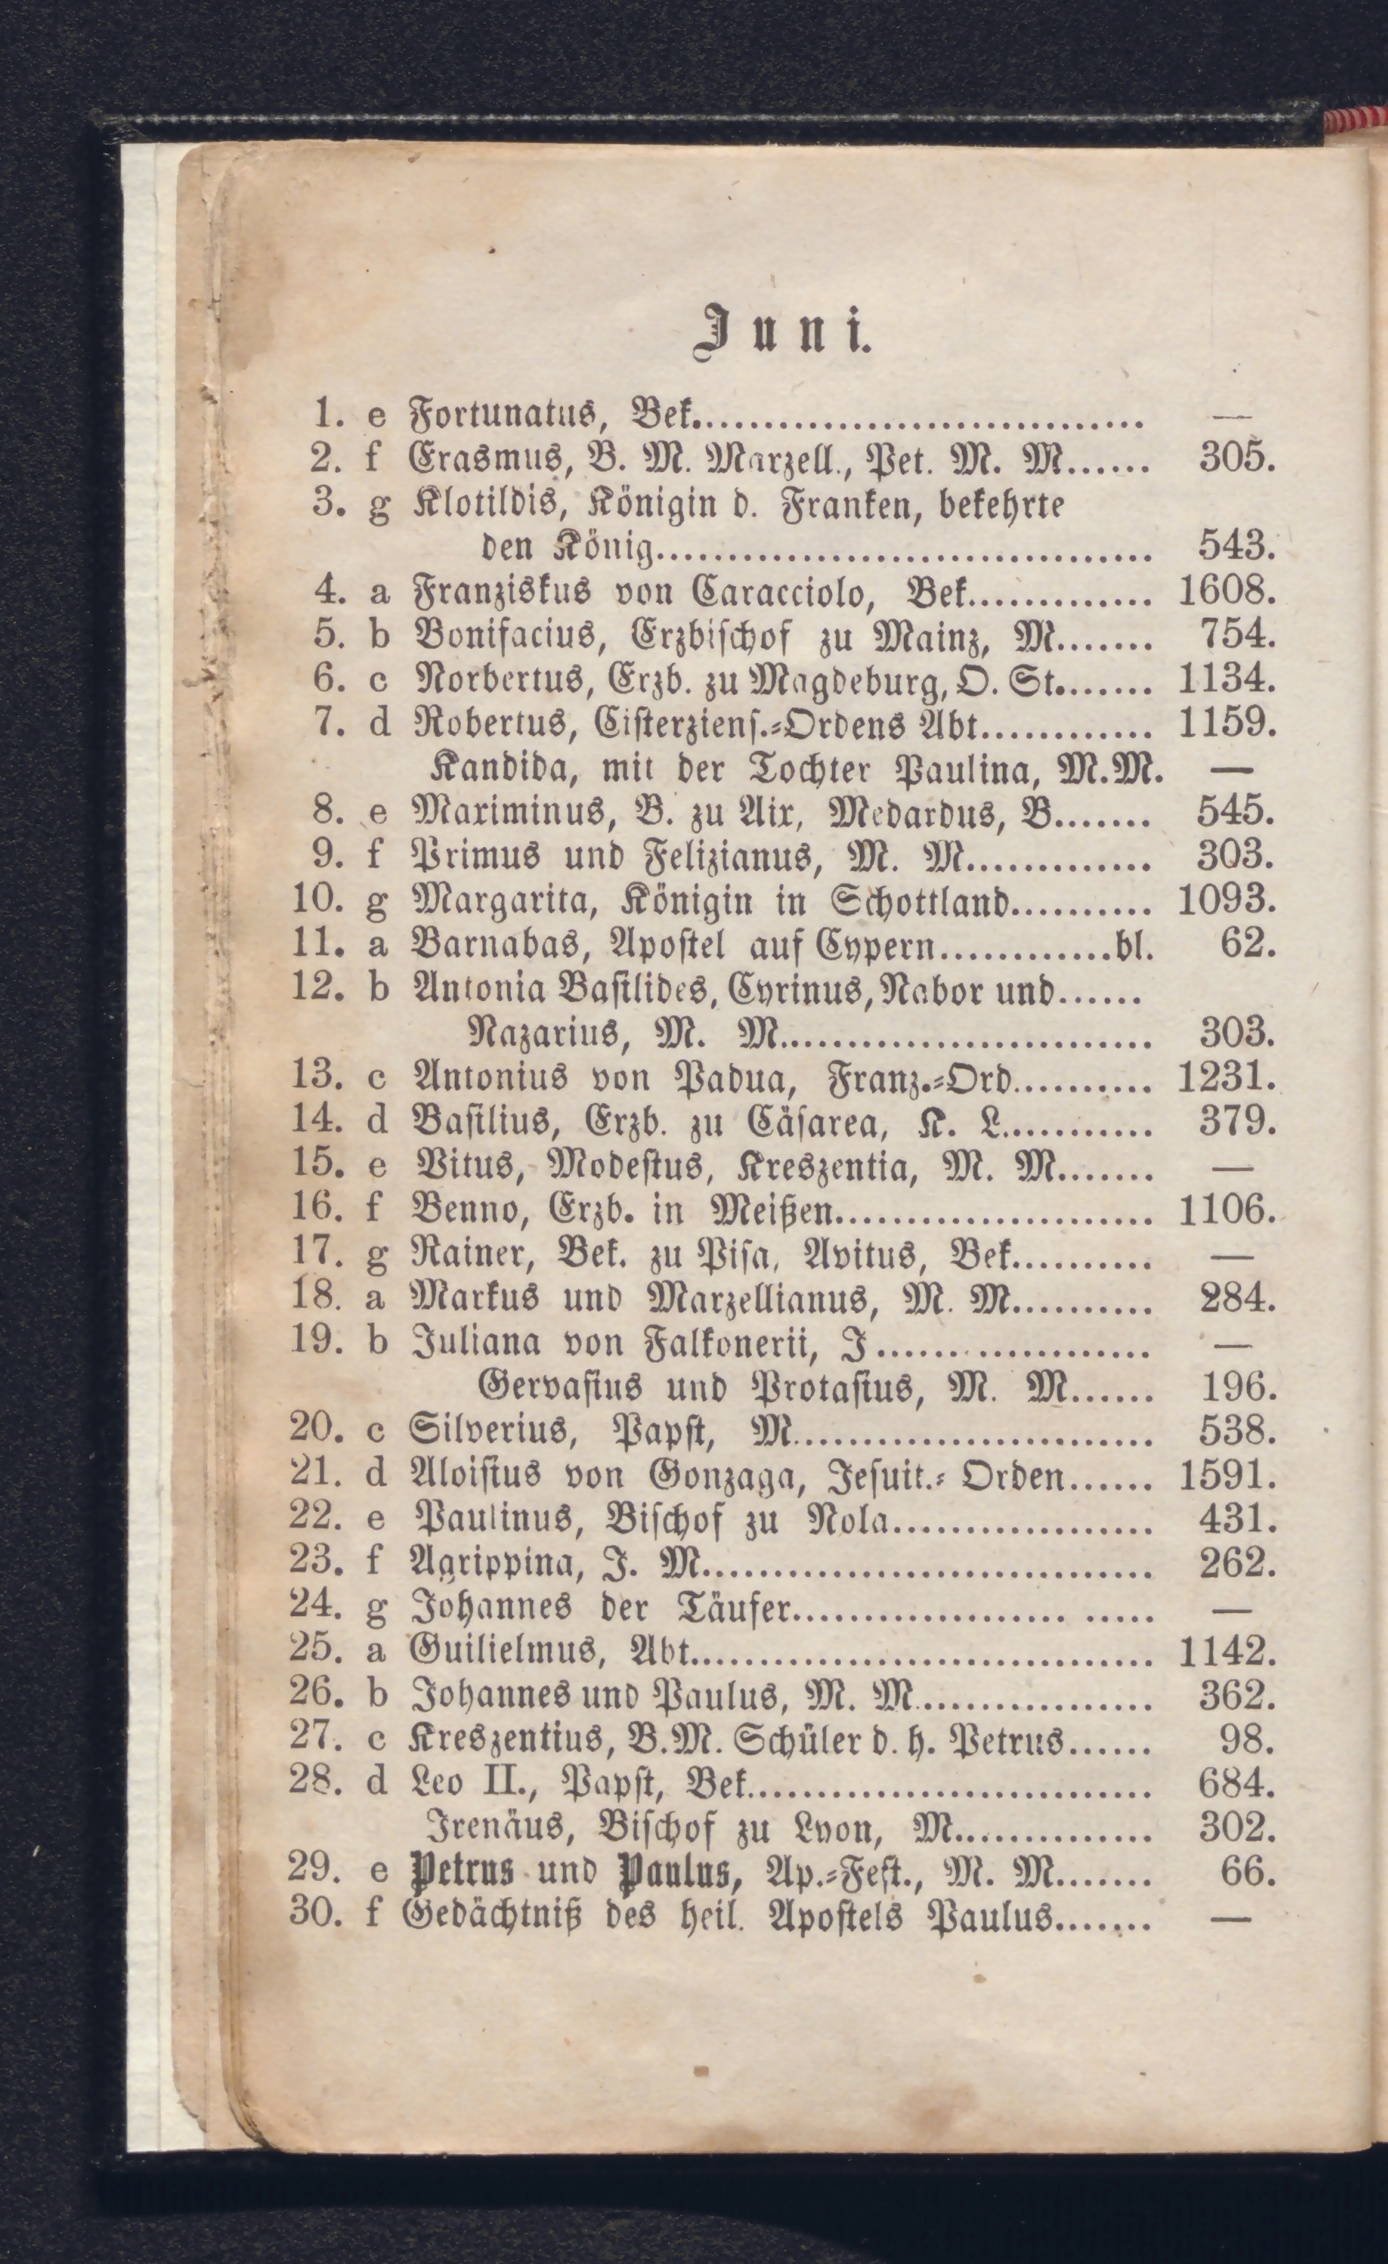 Juni.
1. e Fortunatus, Bek............................... —
2. f Erasmus, B. M. Marzell., Pet. M. M...... 305.
3. g Klotildis, Königin d. Franken, bekehrte
den König.................................. 543.
4. a Franziskus von Caracciolo, Bek............. 1608.
5. b Bonifacius, Erzbischof zu Mainz, M....... 754.
6. c Norbertus, Erzb. zu Magdeburg, O. St....... 1134.
7. d Robertus, Cisterziens.-Ordens Abt............ 1159.
Kandida, mit der Tochter Paulina, M.M. —
8. e Mariminus, B. zu Air, Medardus, B....... 545.
9. f Primus und Felizianus, M. M............. 303.
10. g Margarita, Königin in Schottland.......... 1093.
11. a Barnabas, Apostel auf Cypern............bl. 62.
12. b Antonia Basilides, Cyrinus, Nabor und......
Nazarius, M. M.......................... 303.
13. c Antonius von Padua, Franz.-Ord.......... 1231.
14. d Basilius, Erzb. zu Cäsarea, K. L........... 379.
15. e Vitus, Modestus, Kreszentia, M. M....... —
16. f Benno, Erzb. in Meißen...................... 1106.
17. g Rainer, Bek. zu Pisa, Avitus, Bek.......... —
18. a Markus und Marzellianus, M. M.......... 284.
19. b Juliana von Falkonerii, J................... —
Gervasius und Protasius, M. M...... 196.
20. c Silverius, Papst, M......................... 538.
21. d Aloisius von Gonzaga, Jesuit.- Orden...... 1591.
22. e Paulinus, Bischof zu Nola.................. 431.
23. f Agrippina, J. M............................... 262.
24. g Johannes der Täufer................... ..... —
25. a Guilielmus, Abt................................ 1142.
26. b Johannes und Paulus, M. M................ 362.
27. c Kreszentius, B.M. Schüler d. h. Petrus...... 98.
28. d Leo II., Papst, Bek............................ 684.
Irenäus, Bischof zu Lyon, M.............. 302.
29. e Petrus und Paulus, Ap.-Fest., M. M....... 66.
30. f Gedächtniß des heil. Apostels Paulus....... —